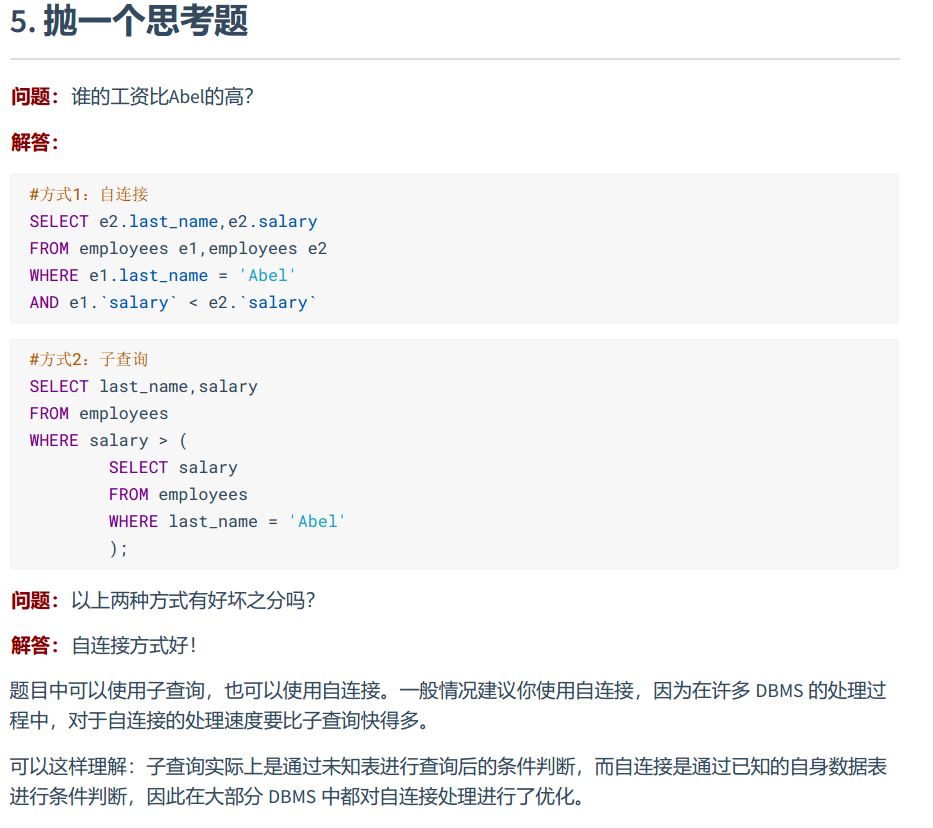 5. 抛一个思考题
问题：谁的工资比Abel的高？
解答：
#方式1：自连接
SELECT e2.last_name,e2.salary
FROM employees e1,employees e2
WHERE e1.last_name = 'Abel'
AND e1.`salary` < e2.`salary`
#方式2：子查询
SELECT last_name,salary
FROM employees
WHERE salary > (
SELECT salary
FROM employees
WHERE last_name = 'Abel'
);
问题：以上两种方式有好坏之分吗？
解答：自连接方式好！
题目中可以使用子查询，也可以使用自连接。一般情况建议你使用自连接，因为在许多 DBMS 的处理过
程中，对于自连接的处理速度要比子查询快得多。
可以这样理解：子查询实际上是通过未知表进行查询后的条件判断，而自连接是通过已知的自身数据表
进行条件判断，因此在大部分 DBMS 中都对自连接处理进行了优化。